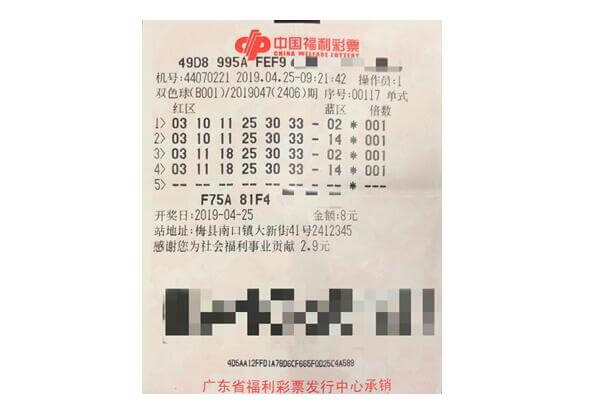 中国福利彩票
CHINA WELFARE LOTTERY
49D8 995A FEF9
机号:44070221 2019.04.25-09:21:42 操作员:1
双色球(B001)/2019047(2406)期 序号:00117 单式
红区 蓝区 倍数
1> 03 10 11 25 30 33 - 02 * 001
2> 03 10 11 25 30 33 - 14 * 001
3> 03 11 18 25 30 33 - 02 * 001
4> 03 11 18 25 30 33 - 14 * 001
5> -- -- -- -- -- -- - -- * ---
F75A 81F4
开奖日:2019-04-25 金额:8元
站地址:梅县南口镇大新街41号2412345
感谢您为社会福利事业贡献 2.9元
4D5AA12FFD1A78D6CF665F0D25C4A589
广东省福利彩票发行中心承销